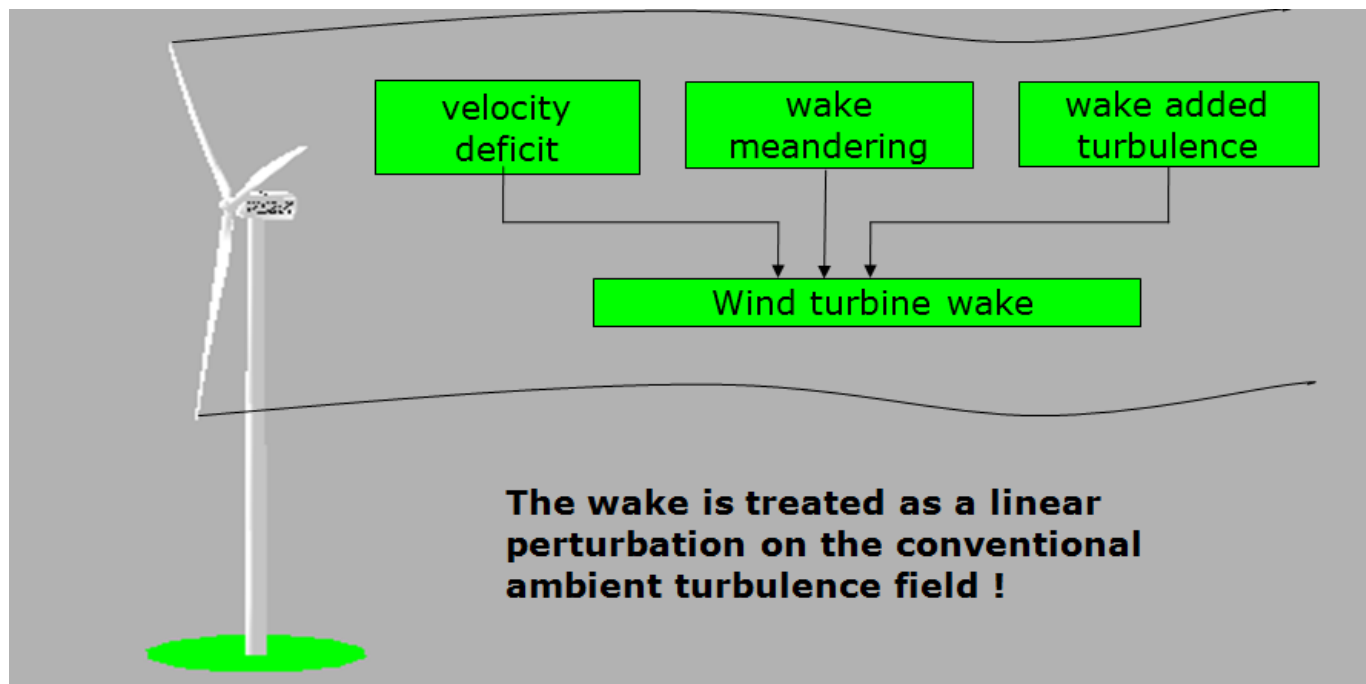 velocity
deficit
wake
meandering
wake added
turbulence
Wind turbine wake
The wake is treated as a linear
perturbation on the conventional
ambient turbulence field !